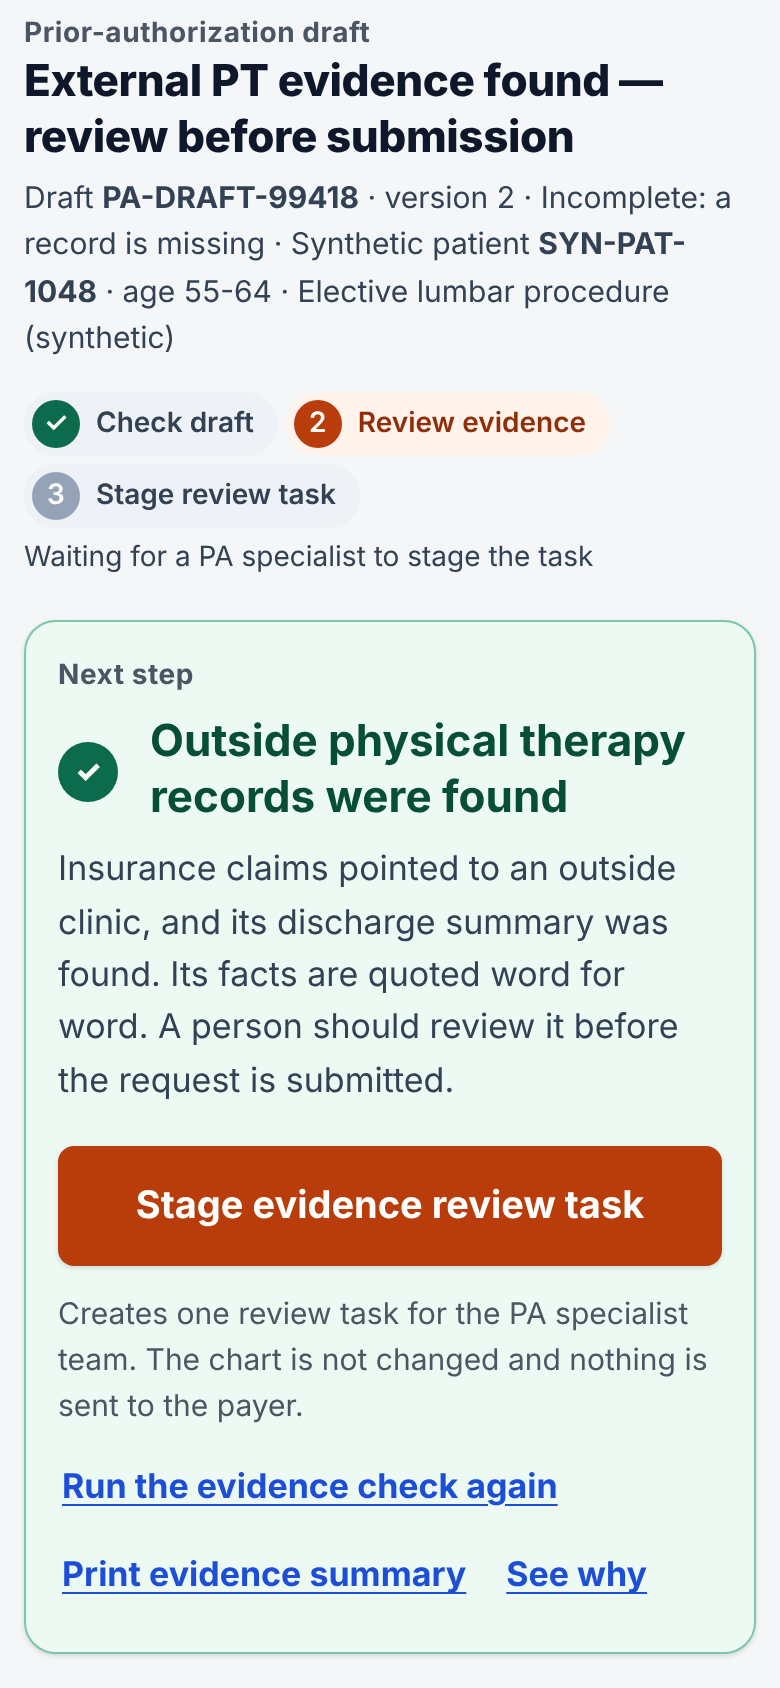 Prior-authorization draft
External PT evidence found —
review before submission
Draft PA-DRAFT-99418 · version 2 · Incomplete: a
record is missing · Synthetic patient SYN-PAT-
1048 · age 55-64 · Elective lumbar procedure
(synthetic)
Check draft
2 Review evidence
3 Stage review task
Waiting for a PA specialist to stage the task
Next step
Outside physical therapy
records were found
Insurance claims pointed to an outside
clinic, and its discharge summary was
found. Its facts are quoted word for
word. A person should review it before
the request is submitted.
Stage evidence review task
Creates one review task for the PA specialist
team. The chart is not changed and nothing is
sent to the payer.
Run the evidence check again
Print evidence summary See why